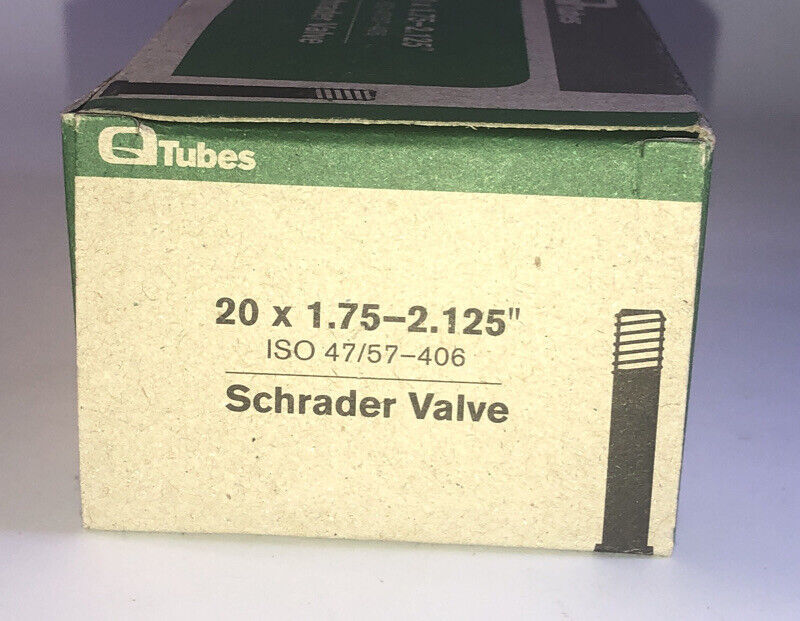 Q Tubes
20 x 1.75–2.125"
ISO 47/57–406
Schrader Valve